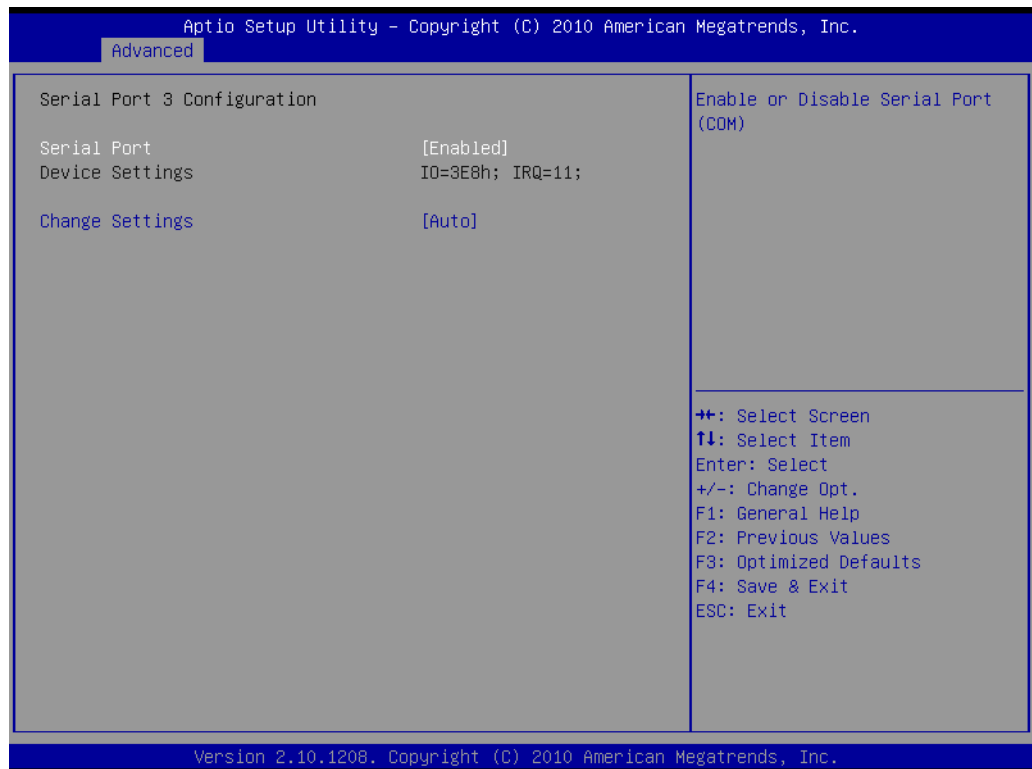 Aptio Setup Utility – Copyright (C) 2010 American Megatrends, Inc.
Advanced
Serial Port 3 Configuration
Serial Port [Enabled]
Device Settings IO=3E8h; IRQ=11;
Change Settings [Auto]
Enable or Disable Serial Port
(COM)
→←: Select Screen
↑↓: Select Item
Enter: Select
+/-: Change Opt.
F1: General Help
F2: Previous Values
F3: Optimized Defaults
F4: Save & Exit
ESC: Exit
Version 2.10.1208. Copyright (C) 2010 American Megatrends, Inc.